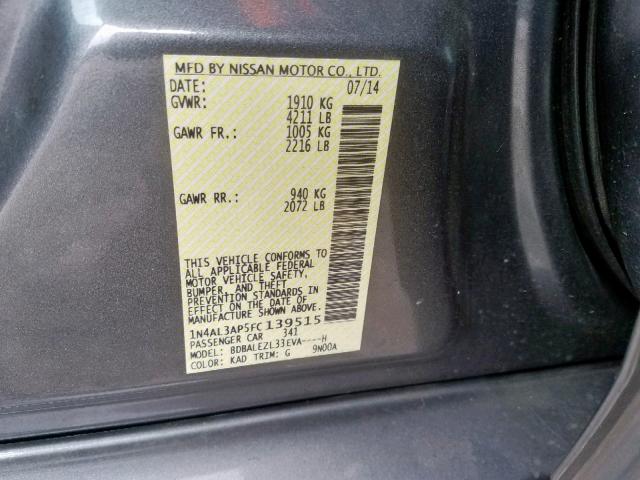 MFD BY NISSAN MOTOR CO., LTD.
DATE: 07/14
GVWR: 1910 KG
4211 LB
GAWR FR.: 1005 KG
2216 LB
GAWR RR.: 940 KG
2072 LB
THIS VEHICLE CONFORMS TO
ALL APPLICABLE FEDERAL
MOTOR VEHICLE SAFETY,
BUMPER, AND THEFT
PREVENTION STANDARDS IN
EFFECT ON THE DATE OF
MANUFACTURE SHOWN ABOVE.
1N4AL3AP5FC139515
PASSENGER CAR 341
MODEL: BDBALEZL33EVA----H
COLOR: KAD TRIM: G 9N00A